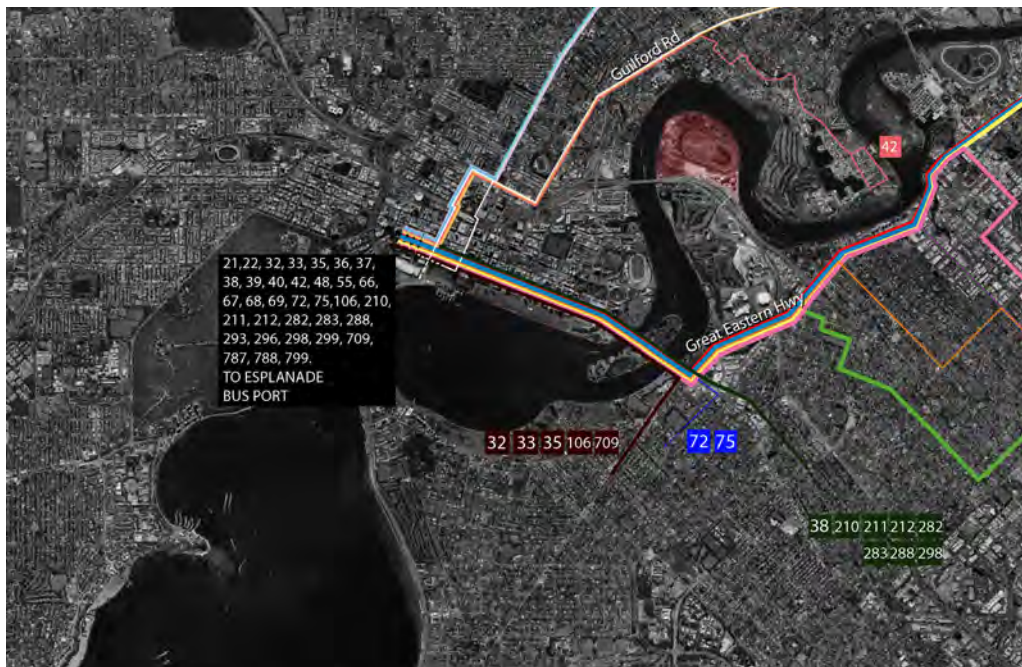 Guilford Rd
42
21,22, 32, 33, 35, 36, 37,
38, 39, 40, 42, 48, 55, 66,
67, 68, 69, 72, 75,106, 210,
211, 212, 282, 283, 288,
293, 296, 298, 299, 709,
787, 788, 799.
TO ESPLANADE
BUS PORT
Great Eastern Hwy
32 33 35 106 709
72 75
38 210 211 212 282
283 288 298